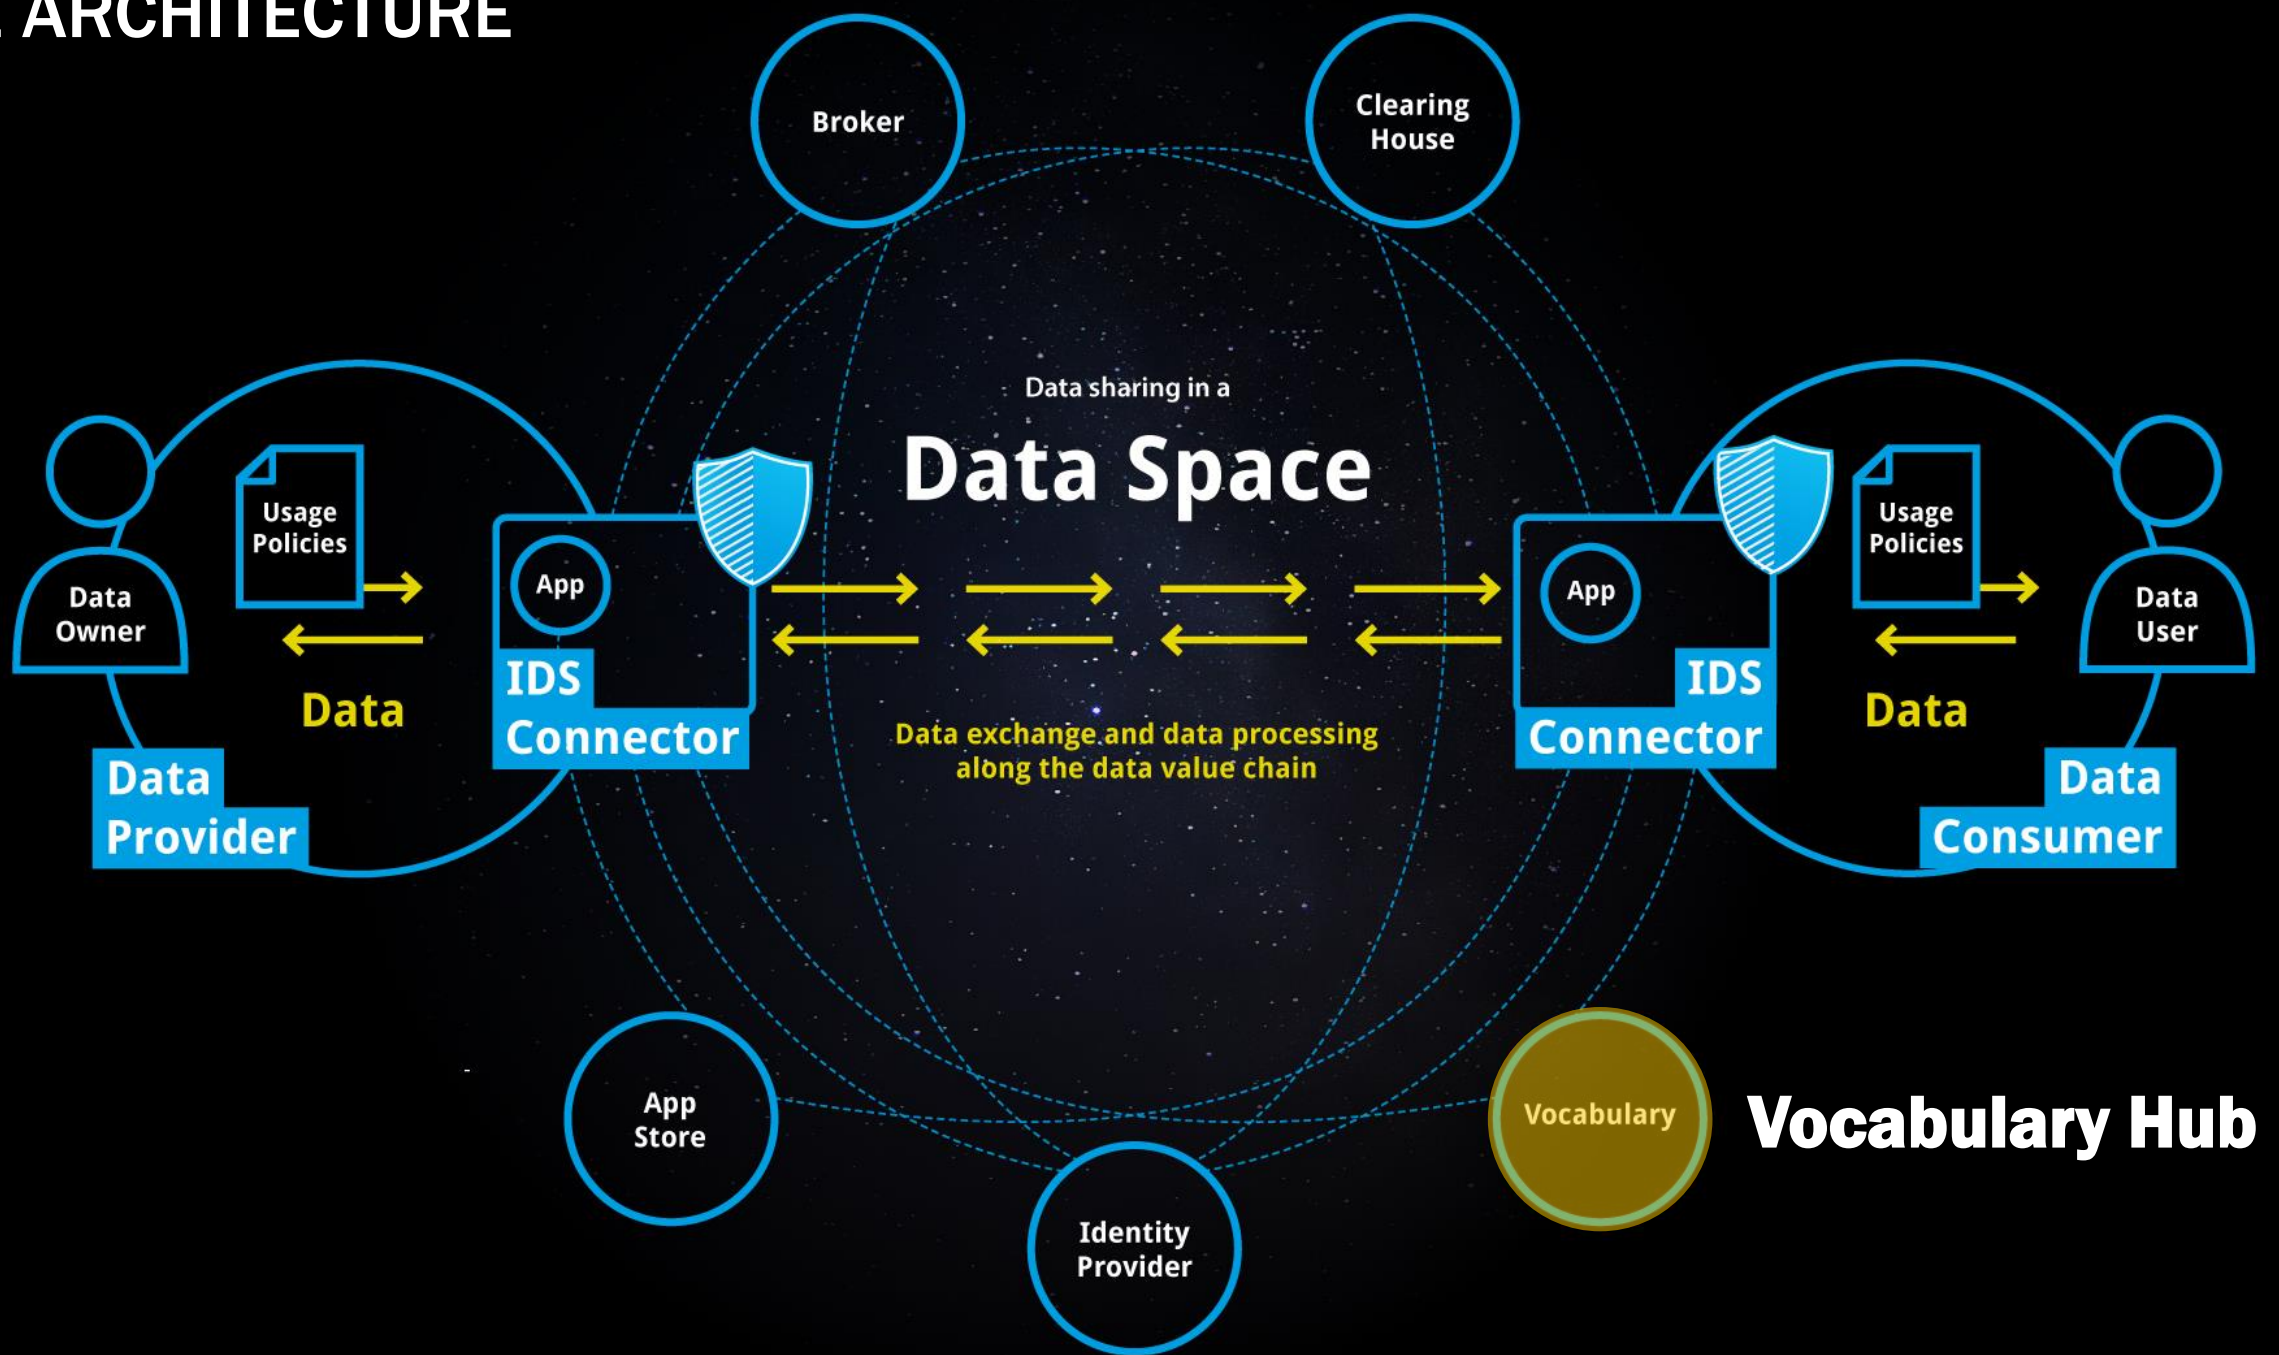 ARCHITECTURE
Broker
Clearing
House
Data sharing in a
Data Space
Usage
Policies
Data
Owner
App
IDS
Connector
Data
Data
Provider
Data exchange and data processing
along the data value chain
App
IDS
Connector
Usage
Policies
Data
User
Data
Data
Consumer
App
Store
Identity
Provider
Vocabulary
Vocabulary Hub